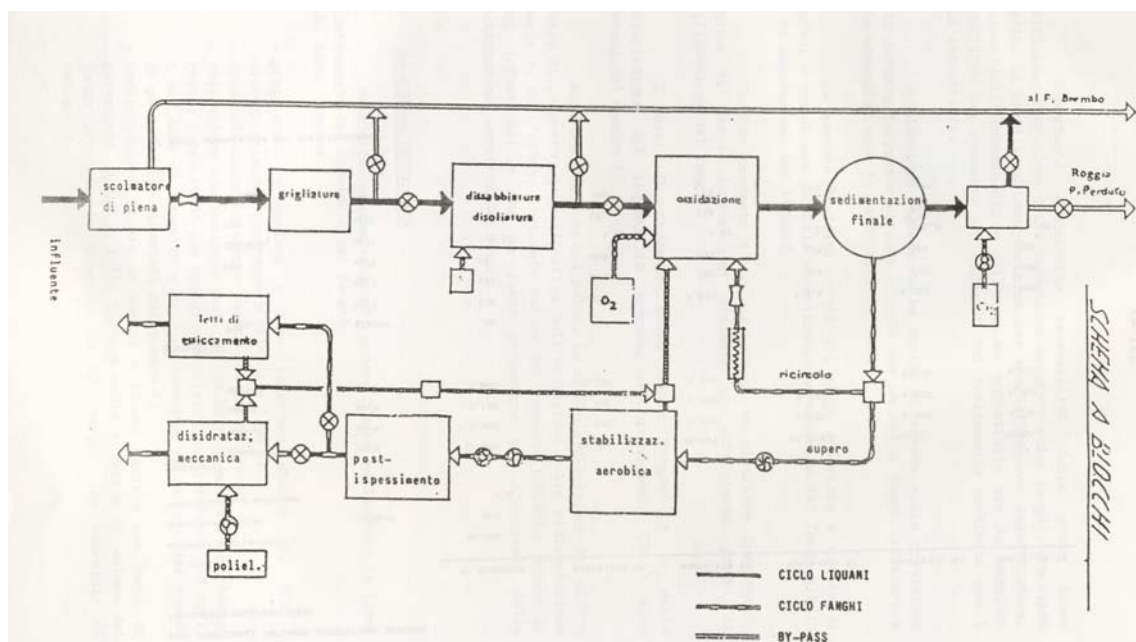 al F. Brembo
Roggia
P. Perduto
scolmatore
di piena
grigliatura
dissabbiatura
disoliatura
ossidazione
sedimentazione
finale
influente
O2
letti di
essiccamento
ricircolo
disidrataz.
meccanica
post-
ispessimento
stabilizzaz.
aerobica
supero
poliel.
SCHEMA A BLOCCHI
CICLO LIQUAMI
CICLO FANGHI
BY-PASS